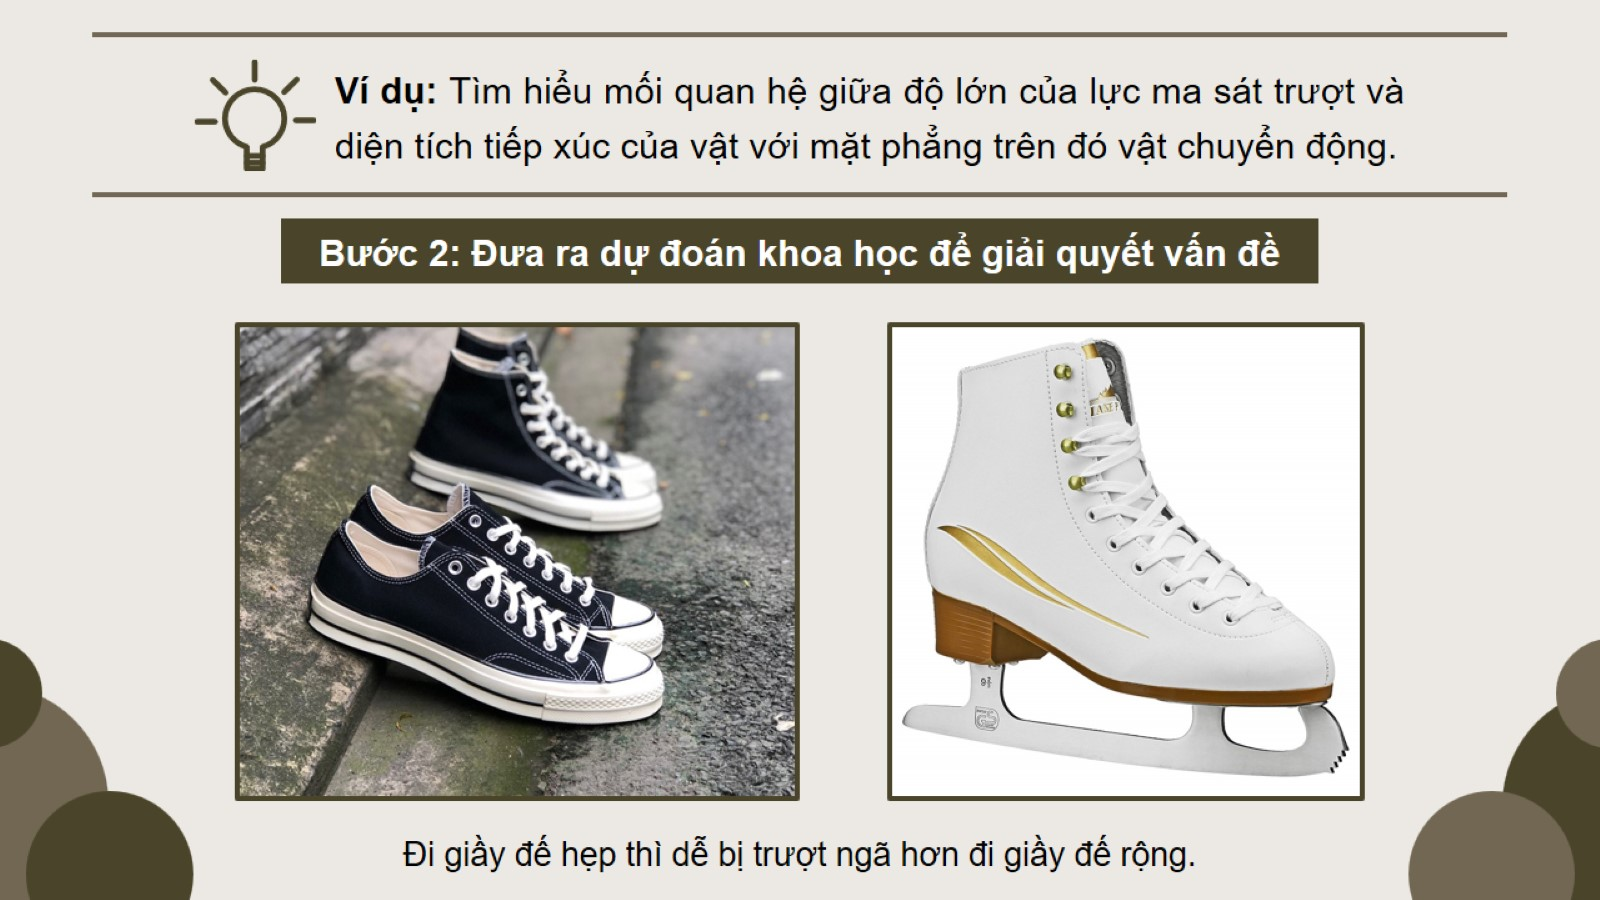 Ví dụ: Tìm hiểu mối quan hệ giữa độ lớn của lực ma sát trượt và
diện tích tiếp xúc của vật với mặt phẳng trên đó vật chuyển động.
Bước 2: Đưa ra dự đoán khoa học để giải quyết vấn đề
Đi giầy đế hẹp thì dễ bị trượt ngã hơn đi giầy đế rộng.